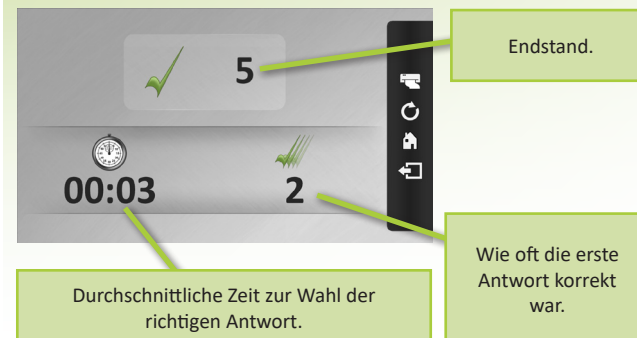 5
Endstand.
00:03
2
Wie oft die erste
Antwort korrekt
war.
Durchschnittliche Zeit zur Wahl der
richtigen Antwort.